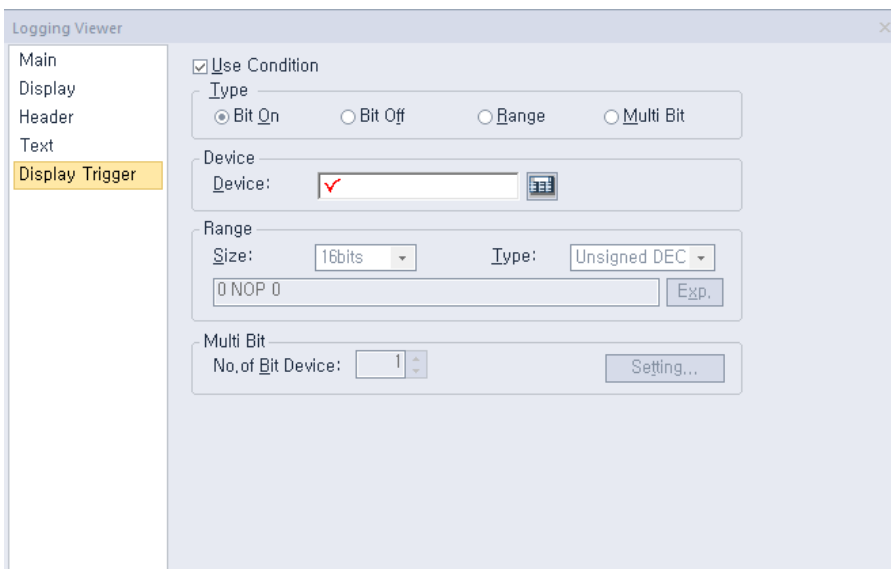 Logging Viewer
Main
Display
Header
Text
Display Trigger
Use Condition
Type
Bit On Bit Off Range Multi Bit
Device
Device:
Range
Size: 16bits Type: Unsigned DEC
0 NOP 0 Exp.
Multi Bit
No.of Bit Device: 1 Setting...